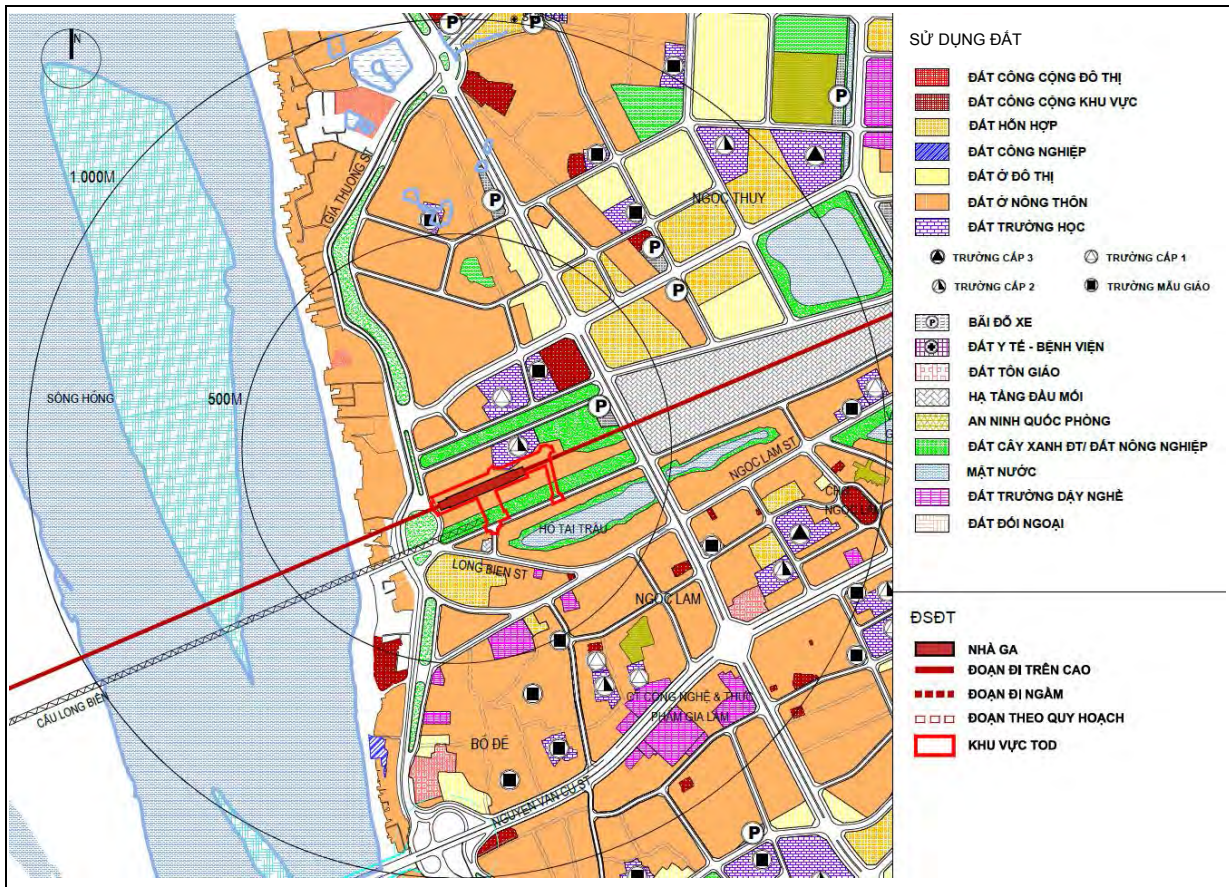 N
1.000M
500M
SÔNG HỒNG
GIA THUONG ST
NGỌC THUY
NGOC LAM ST
HỒ TAI TRÂU
LONG BIEN ST
NGỌC LAM
CT CÔNG NGHỆ & THỰC
PHẨM GIA LÂM
BỒ ĐỀ
NGUYEN VAN CU ST
CẦU LONG BIÊN
P
P
P
P
P
P
P
P
P
SỬ DỤNG ĐẤT
ĐẤT CÔNG CỘNG ĐÔ THỊ
ĐẤT CÔNG CỘNG KHU VỰC
ĐẤT HỖN HỢP
ĐẤT CÔNG NGHIỆP
ĐẤT Ở ĐÔ THỊ
ĐẤT Ở NÔNG THÔN
ĐẤT TRƯỜNG HỌC
TRƯỜNG CẤP 3
TRƯỜNG CẤP 1
TRƯỜNG CẤP 2
TRƯỜNG MẪU GIÁO
P BÃI ĐỖ XE
ĐẤT Y TẾ - BỆNH VIỆN
ĐẤT TÔN GIÁO
HẠ TẦNG ĐẦU MỐI
AN NINH QUỐC PHÒNG
ĐẤT CÂY XANH ĐT/ ĐẤT NÔNG NGHIỆP
MẶT NƯỚC
ĐẤT TRƯỜNG DẬY NGHỀ
ĐẤT ĐỐI NGOẠI
ĐSĐT
NHÀ GA
ĐOẠN ĐI TRÊN CAO
ĐOẠN ĐI NGẦM
ĐOẠN THEO QUY HOẠCH
KHU VỰC TOD